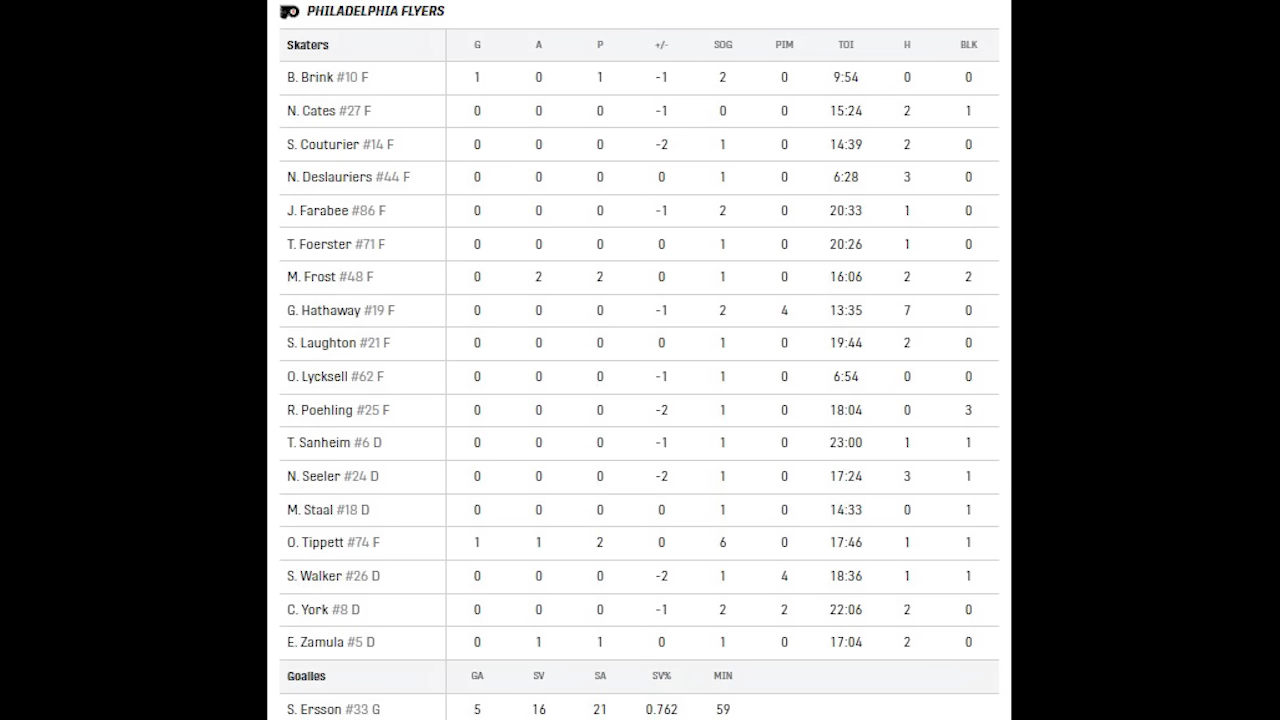 PHILADELPHIA FLYERS
Skaters G A P +/- SOG PIM TOI H BLK
B. Brink #10 F 1 0 1 -1 2 0 9:54 0 0
N. Cates #27 F 0 0 0 -1 0 0 15:24 2 1
S. Couturier #14 F 0 0 0 -2 1 0 14:39 2 0
N. Deslauriers #44 F 0 0 0 0 1 0 6:28 3 0
J. Farabee #86 F 0 0 0 -1 2 0 20:33 1 0
T. Foerster #71 F 0 0 0 0 1 0 20:26 1 0
M. Frost #48 F 0 2 2 0 1 0 16:06 2 2
G. Hathaway #19 F 0 0 0 -1 2 4 13:35 7 0
S. Laughton #21 F 0 0 0 0 1 0 19:44 2 0
O. Lycksell #62 F 0 0 0 -1 1 0 6:54 0 0
R. Poehling #25 F 0 0 0 -2 1 0 18:04 0 3
T. Sanheim #6 D 0 0 0 -1 1 0 23:00 1 1
N. Seeler #24 D 0 0 0 -2 1 0 17:24 3 1
M. Staal #18 D 0 0 0 0 1 0 14:33 0 1
O. Tippett #74 F 1 1 2 0 6 0 17:46 1 1
S. Walker #26 D 0 0 0 -2 1 4 18:36 1 1
C. York #8 D 0 0 0 -1 2 2 22:06 2 0
E. Zamula #5 D 0 1 1 0 1 0 17:04 2 0
Goalies GA SV SA SV% MIN
S. Ersson #33 G 5 16 21 0.762 59